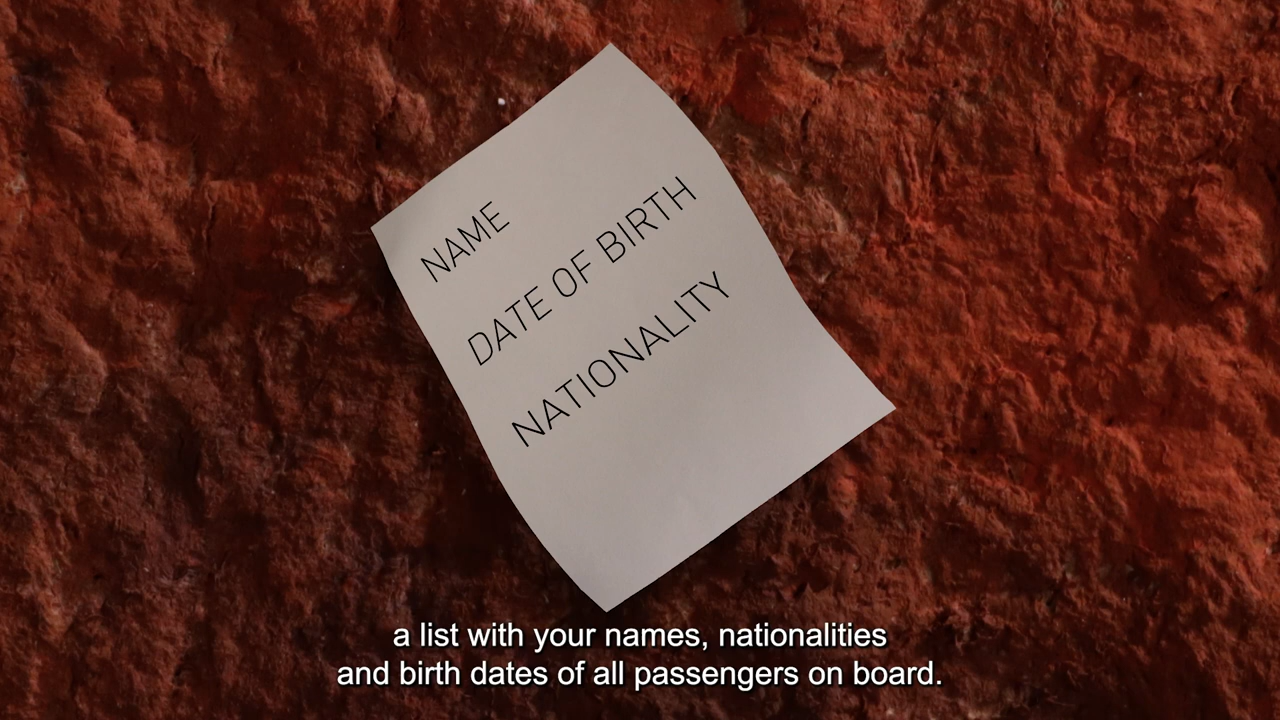 NAME
DATE OF BIRTH
NATIONALITY
a list with your names, nationalities
and birth dates of all passengers on board.